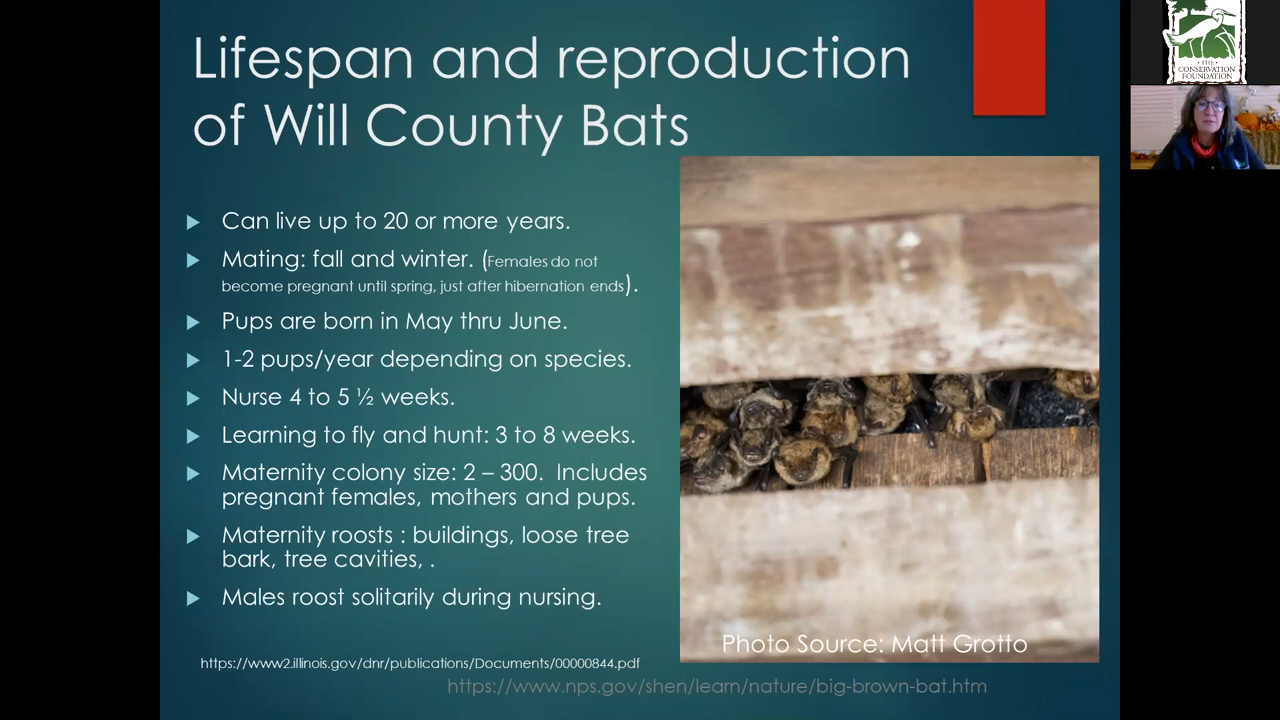 Lifespan and reproduction
of Will County Bats
Can live up to 20 or more years.
Mating: fall and winter. (Females do not
become pregnant until spring, just after hibernation ends).
Pups are born in May thru June.
1-2 pups/year depending on species.
Nurse 4 to 5 ½ weeks.
Learning to fly and hunt: 3 to 8 weeks.
Maternity colony size: 2 – 300.  Includes
pregnant females, mothers and pups.
Maternity roosts : buildings, loose tree
bark, tree cavities, .
Males roost solitarily during nursing.
Photo Source: Matt Grotto
https://www2.illinois.gov/dnr/publications/Documents/00000844.pdf
https://www.nps.gov/shen/learn/nature/big-brown-bat.htm
• THE •
CONSERVATION
FOUNDATION